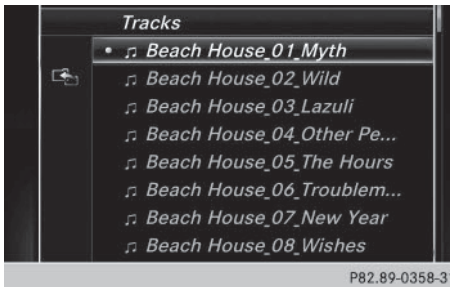 Tracks
Beach House_01_Myth
Beach House_02_Wild
Beach House_03_Lazuli
Beach House_04_Other Pe...
Beach House_05_The Hours
Beach House_06_Troublem...
Beach House_07_New Year
Beach House_08_Wishes
P82.89-0358-31